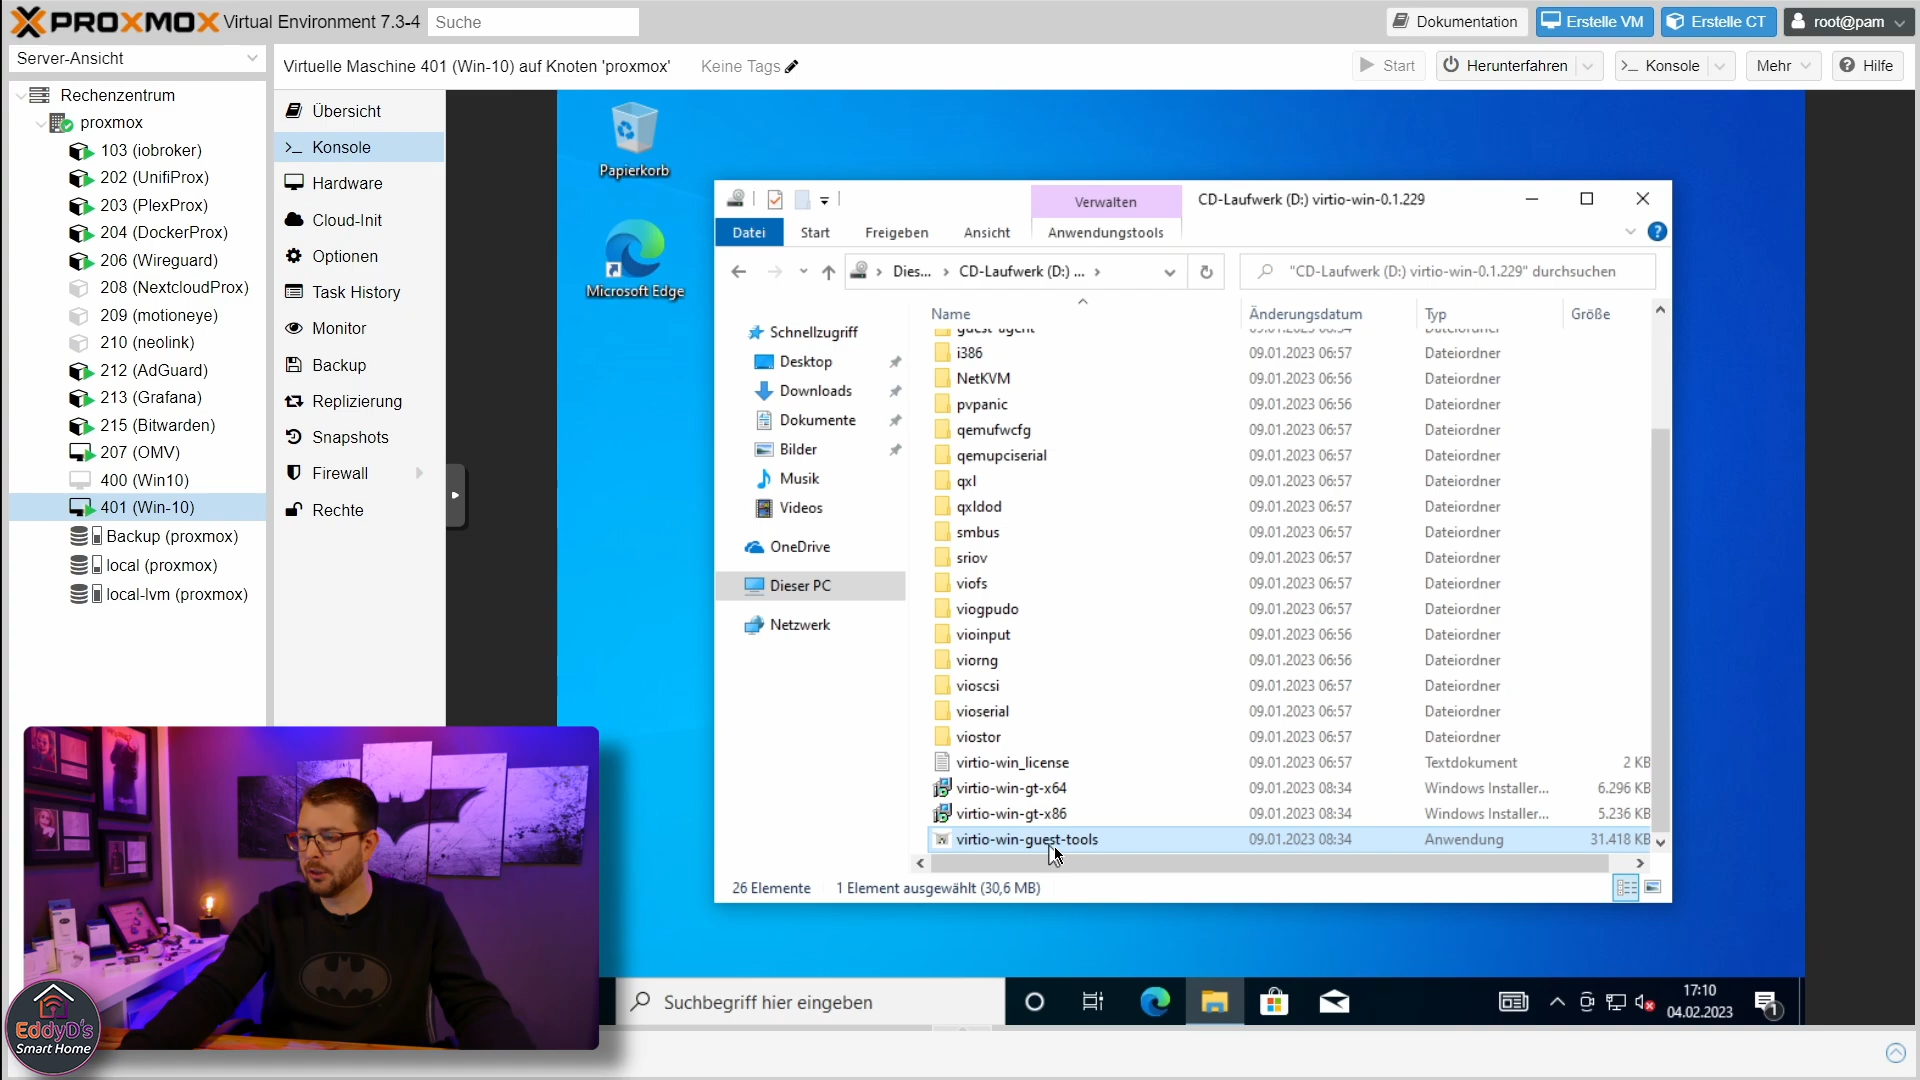 PROXMOX Virtual Environment 7.3-4
Suche
Dokumentation
Erstelle VM
Erstelle CT
root@pam
Server-Ansicht
Virtuelle Maschine 401 (Win-10) auf Knoten 'proxmox'
Keine Tags
Start
Herunterfahren
Konsole
Mehr
Hilfe
Rechenzentrum
proxmox
103 (iobroker)
202 (UnifiProx)
203 (PlexProx)
204 (DockerProx)
206 (Wireguard)
208 (NextcloudProx)
209 (motioneye)
210 (neolink)
212 (AdGuard)
213 (Grafana)
215 (Bitwarden)
207 (OMV)
400 (Win10)
401 (Win-10)
Backup (proxmox)
local (proxmox)
local-lvm (proxmox)
Übersicht
Konsole
Hardware
Cloud-Init
Optionen
Task History
Monitor
Backup
Replizierung
Snapshots
Firewall
Rechte
Papierkorb
Microsoft Edge
Verwalten
CD-Laufwerk (D:) virtio-win-0.1.229
Datei
Start
Freigeben
Ansicht
Anwendungstools
Dies...
CD-Laufwerk (D:) ...
"CD-Laufwerk (D:) virtio-win-0.1.229" durchsuchen
Schnellzugriff
Desktop
Downloads
Dokumente
Bilder
Musik
Videos
OneDrive
Dieser PC
Netzwerk
Name Änderungsdatum Typ Größe
guest-agent
i386 09.01.2023 06:57 Dateiordner
NetKVM 09.01.2023 06:56 Dateiordner
pvpanic 09.01.2023 06:56 Dateiordner
qemufwcfg 09.01.2023 06:57 Dateiordner
qemupciserial 09.01.2023 06:57 Dateiordner
qxl 09.01.2023 06:57 Dateiordner
qxldod 09.01.2023 06:57 Dateiordner
smbus 09.01.2023 06:57 Dateiordner
sriov 09.01.2023 06:57 Dateiordner
viofs 09.01.2023 06:57 Dateiordner
viogpudo 09.01.2023 06:57 Dateiordner
vioinput 09.01.2023 06:56 Dateiordner
viorng 09.01.2023 06:56 Dateiordner
vioscsi 09.01.2023 06:57 Dateiordner
vioserial 09.01.2023 06:57 Dateiordner
viostor 09.01.2023 06:57 Dateiordner
virtio-win_license 09.01.2023 06:57 Textdokument 2 KB
virtio-win-gt-x64 09.01.2023 08:34 Windows Installer... 6.296 KB
virtio-win-gt-x86 09.01.2023 08:34 Windows Installer... 5.236 KB
virtio-win-guest-tools 09.01.2023 08:34 Anwendung 31.418 KB
26 Elemente 1 Element ausgewählt (30,6 MB)
Suchbegriff hier eingeben
17:10
04.02.2023
1
EddyD's
Smart Home